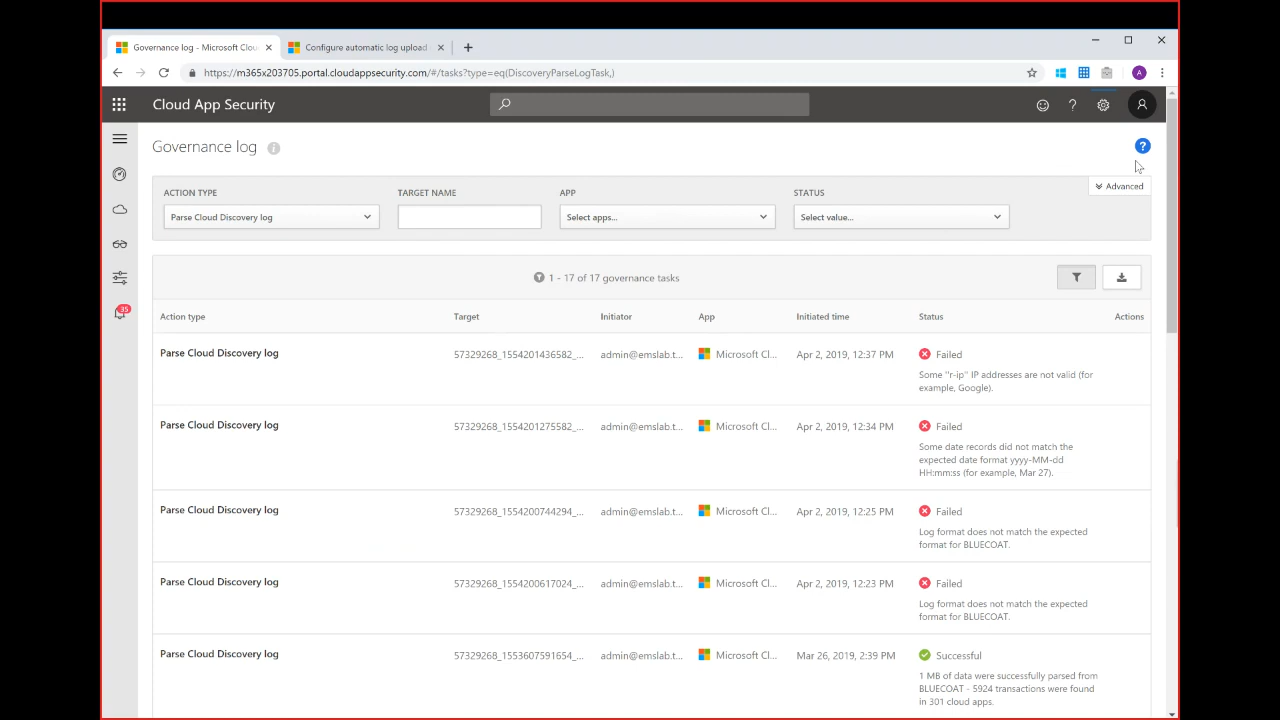 Governance log - Microsoft Clou
Configure automatic log upload
https://m365x203705.portal.cloudappsecurity.com/#/tasks?type=eq(DiscoveryParseLogTask,)
A
Cloud App Security
?
Governance log
i
?
Advanced
ACTION TYPE TARGET NAME APP STATUS
Parse Cloud Discovery log Select apps... Select value...
1 - 17 of 17 governance tasks
Action type Target Initiator App Initiated time Status Actions
Parse Cloud Discovery log 57329268_1554201436582_... admin@emslab.t... Microsoft Cl... Apr 2, 2019, 12:37 PM Failed
Some "r-ip" IP addresses are not valid (for
example, Google).
Parse Cloud Discovery log 57329268_1554201275582_... admin@emslab.t... Microsoft Cl... Apr 2, 2019, 12:34 PM Failed
Some date records did not match the
expected date format yyyy-MM-dd
HH:mm:ss (for example, Mar 27).
Parse Cloud Discovery log 57329268_1554200744294_... admin@emslab.t... Microsoft Cl... Apr 2, 2019, 12:25 PM Failed
Log format does not match the expected
format for BLUECOAT.
Parse Cloud Discovery log 57329268_1554200617024_... admin@emslab.t... Microsoft Cl... Apr 2, 2019, 12:23 PM Failed
Log format does not match the expected
format for BLUECOAT.
Parse Cloud Discovery log 57329268_1553607591654_... admin@emslab.t... Microsoft Cl... Mar 26, 2019, 2:39 PM Successful
1 MB of data were successfully parsed from
BLUECOAT - 5924 transactions were found
in 301 cloud apps.
35